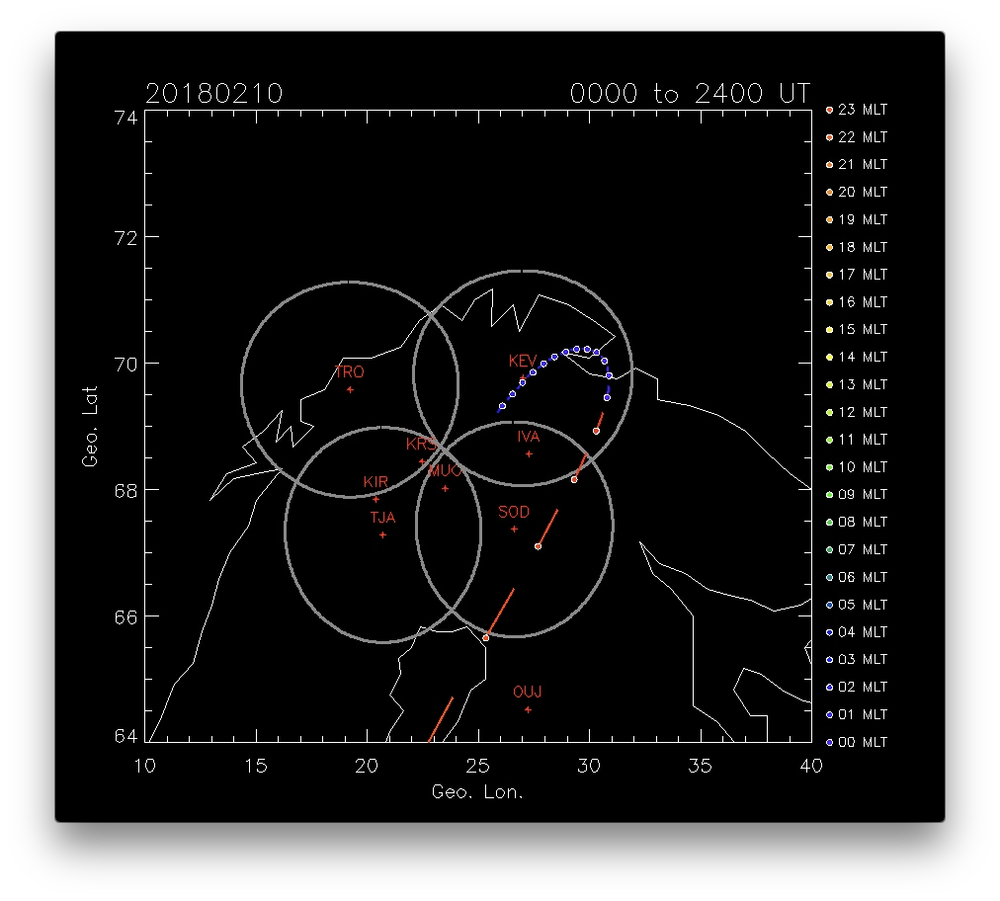 20180210 0000 to 2400 UT
74
72
70
68
66
64
Geo. Lat
10 15 20 25 30 35 40
Geo. Lon.
TRO
KEV
KRS
IVA
MUO
KIR
TJA
SOD
OUJ
23 MLT
22 MLT
21 MLT
20 MLT
19 MLT
18 MLT
17 MLT
16 MLT
15 MLT
14 MLT
13 MLT
12 MLT
11 MLT
10 MLT
09 MLT
08 MLT
07 MLT
06 MLT
05 MLT
04 MLT
03 MLT
02 MLT
01 MLT
00 MLT